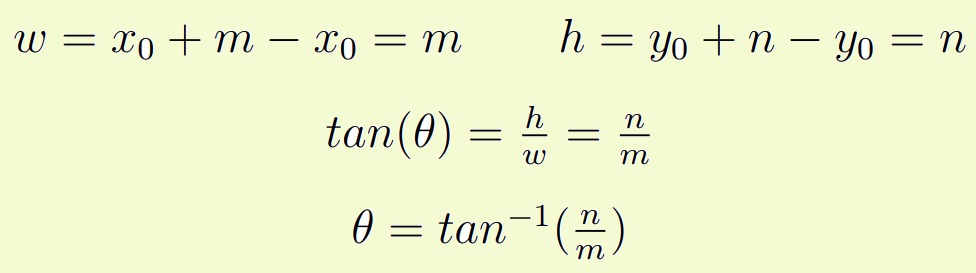 w = x₀ + m − x₀ = m h = y₀ + n − y₀ = n
tan(θ) = h/w = n/m
θ = tan⁻¹(n/m)